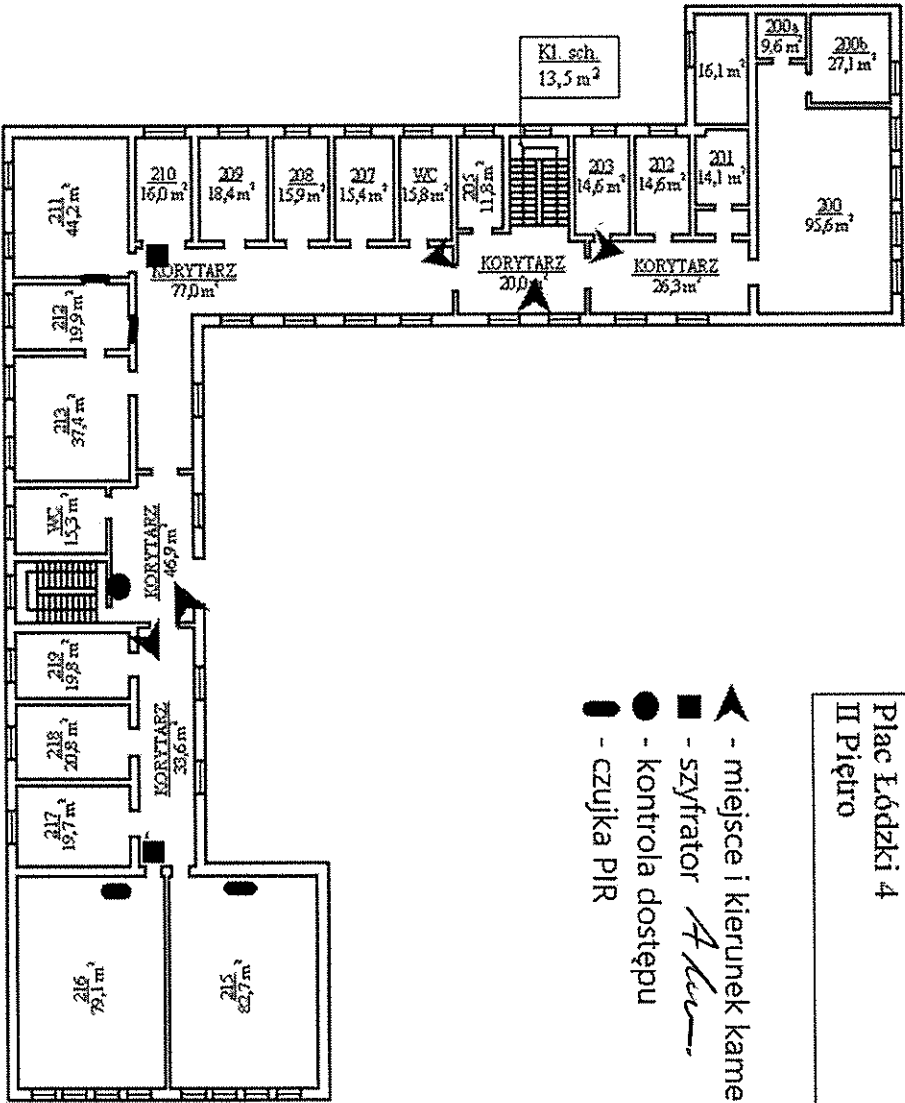 Plac Łódzki 4
II Piętro
- miejsce i kierunek kame
- szyfrator
- kontrola dostępu
- czujka PIR
Kl. sch.
13,5 m²
200a
9,6 m²
200b
27,1 m²
16,1 m²
200
95,6 m²
201
14,1 m²
202
14,6 m²
203
14,6 m²
205
11,8 m²
WC
15,8 m²
207
15,4 m²
208
15,9 m²
209
18,4 m²
210
16,0 m²
211
44,2 m²
KORYTARZ
77,0 m²
KORYTARZ
20,0 m²
KORYTARZ
26,3 m²
212
19,9 m²
213
37,4 m²
WC
15,3 m²
KORYTARZ
46,9 m²
219
19,8 m²
218
20,8 m²
217
19,7 m²
KORYTARZ
33,6 m²
216
79,1 m²
215
82,7 m²